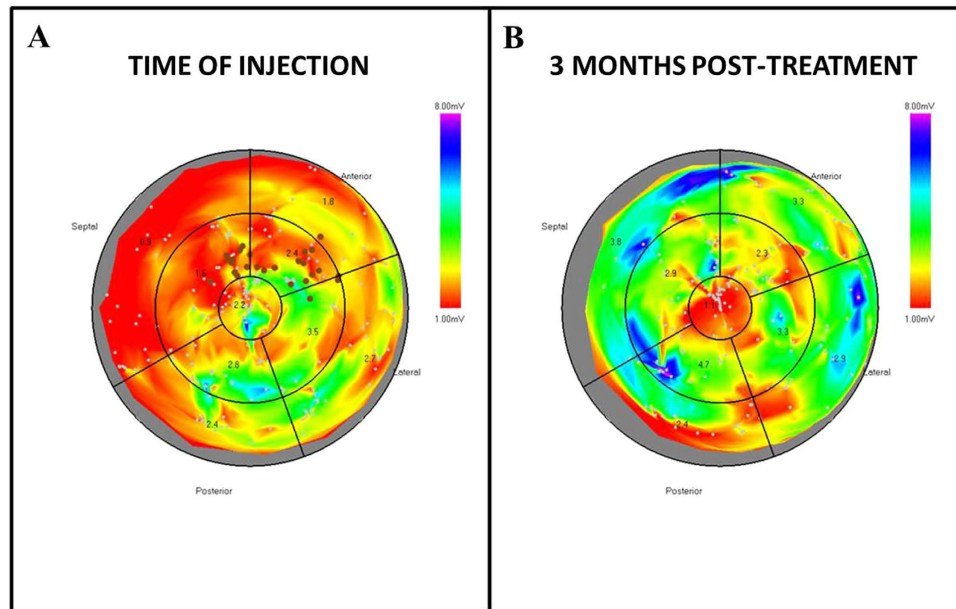 A
TIME OF INJECTION
8.00mV
1.00mV
Anterior
Septal
Lateral
Posterior
1.8
0.9
2.4
1.6
2.2
3.5
2.8
2.7
2.4
B
3 MONTHS POST-TREATMENT
8.00mV
1.00mV
Anterior
Septal
Lateral
Posterior
3.3
3.8
2.3
2.9
3.3
4.7
2.9
2.4